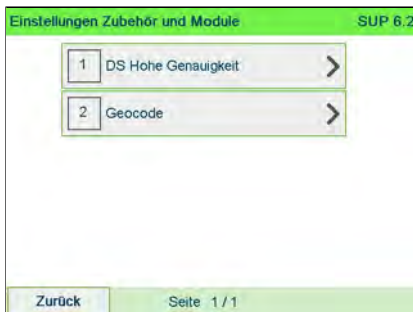 Einstellungen Zubehör und Module SUP 6.2
1 DS Hohe Genauigkeit
2 Geocode
Zurück Seite 1/1